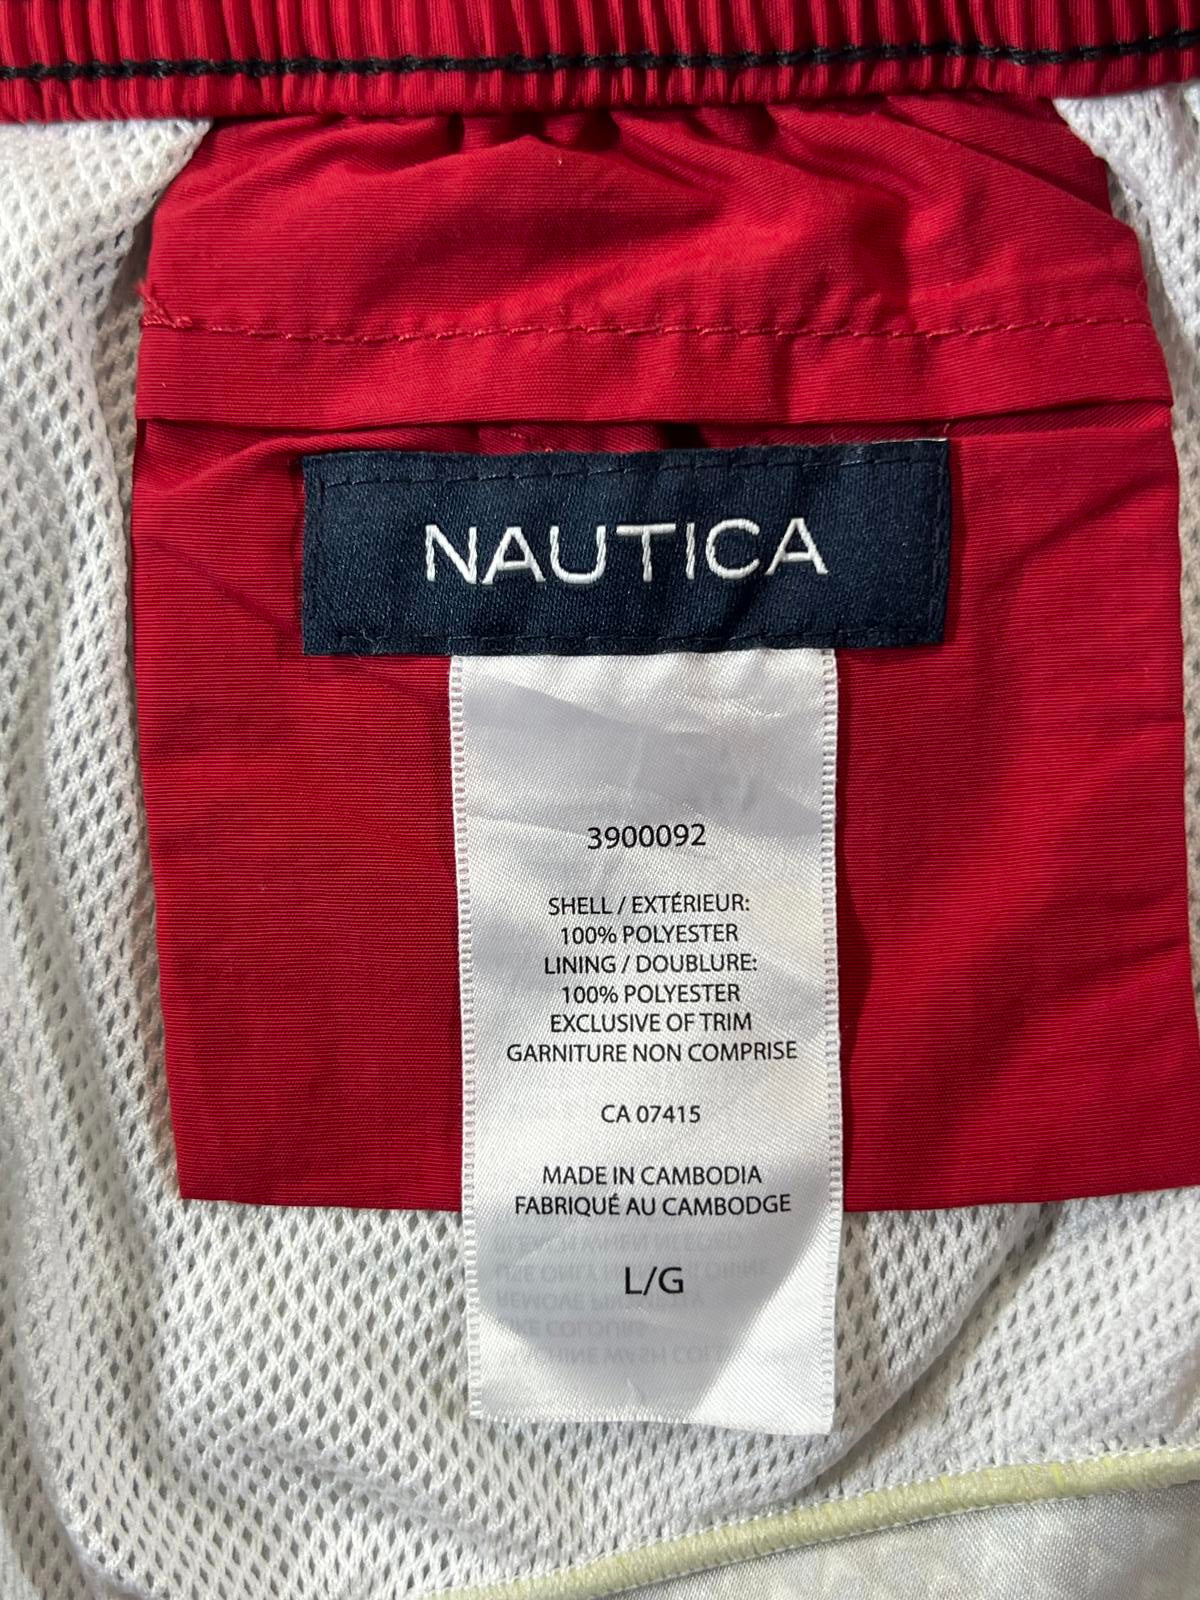 NAUTICA
3900092
SHELL / EXTÉRIEUR:
100% POLYESTER
LINING / DOUBLURE:
100% POLYESTER
EXCLUSIVE OF TRIM
GARNITURE NON COMPRISE
CA 07415
MADE IN CAMBODIA
FABRIQUÉ AU CAMBODGE
L/G